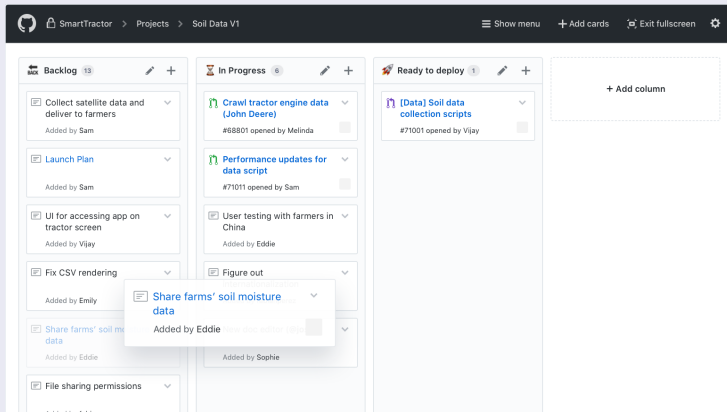 SmartTractor > Projects > Soil Data V1
Show menu
+ Add cards
Exit fullscreen
BACK
Backlog 13
Collect satellite data and
deliver to farmers
Added by Sam
Launch Plan
Added by Sam
UI for accessing app on
tractor screen
Added by Vijay
Fix CSV rendering
Added by Emily
Share farms' soil m
data
Added by Eddie
File sharing permissions
In Progress 6
Crawl tractor engine data
(John Deere)
#68801 opened by Melinda
Performance updates for
data script
#71011 opened by Sam
User testing with farmers in
China
Added by Eddie
Figure out
Added by Sophie
Share farms' soil moisture
data
Added by Eddie
Ready to deploy 1
[Data] Soil data
collection scripts
#71001 opened by Vijay
+ Add column